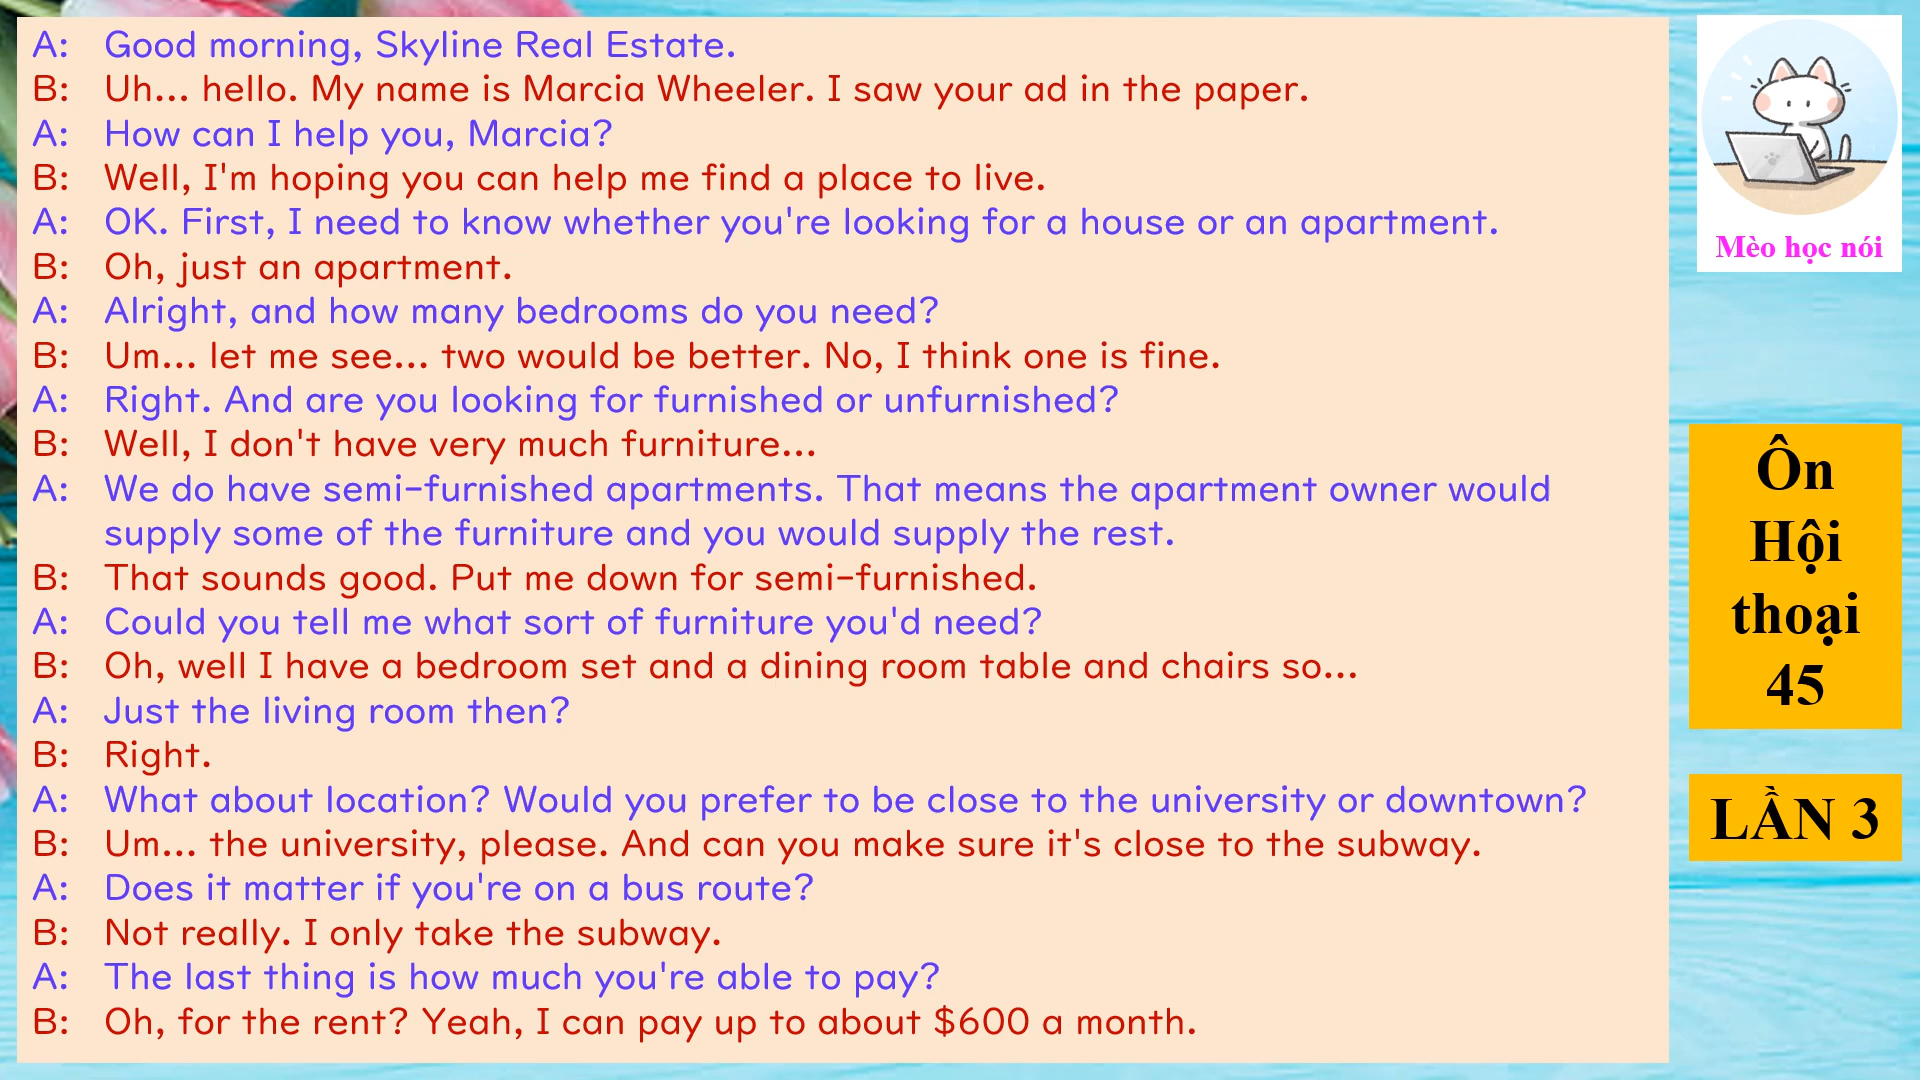 A: Good morning, Skyline Real Estate.
B: Uh... hello. My name is Marcia Wheeler. I saw your ad in the paper.
A: How can I help you, Marcia?
B: Well, I'm hoping you can help me find a place to live.
A: OK. First, I need to know whether you're looking for a house or an apartment.
B: Oh, just an apartment.
A: Alright, and how many bedrooms do you need?
B: Um... let me see... two would be better. No, I think one is fine.
A: Right. And are you looking for furnished or unfurnished?
B: Well, I don't have very much furniture...
A: We do have semi-furnished apartments. That means the apartment owner would
supply some of the furniture and you would supply the rest.
B: That sounds good. Put me down for semi-furnished.
A: Could you tell me what sort of furniture you'd need?
B: Oh, well I have a bedroom set and a dining room table and chairs so...
A: Just the living room then?
B: Right.
A: What about location? Would you prefer to be close to the university or downtown?
B: Um... the university, please. And can you make sure it's close to the subway.
A: Does it matter if you're on a bus route?
B: Not really. I only take the subway.
A: The last thing is how much you're able to pay?
B: Oh, for the rent? Yeah, I can pay up to about $600 a month.
Mèo học nói
Ôn
Hội
thoại
45
LẦN 3